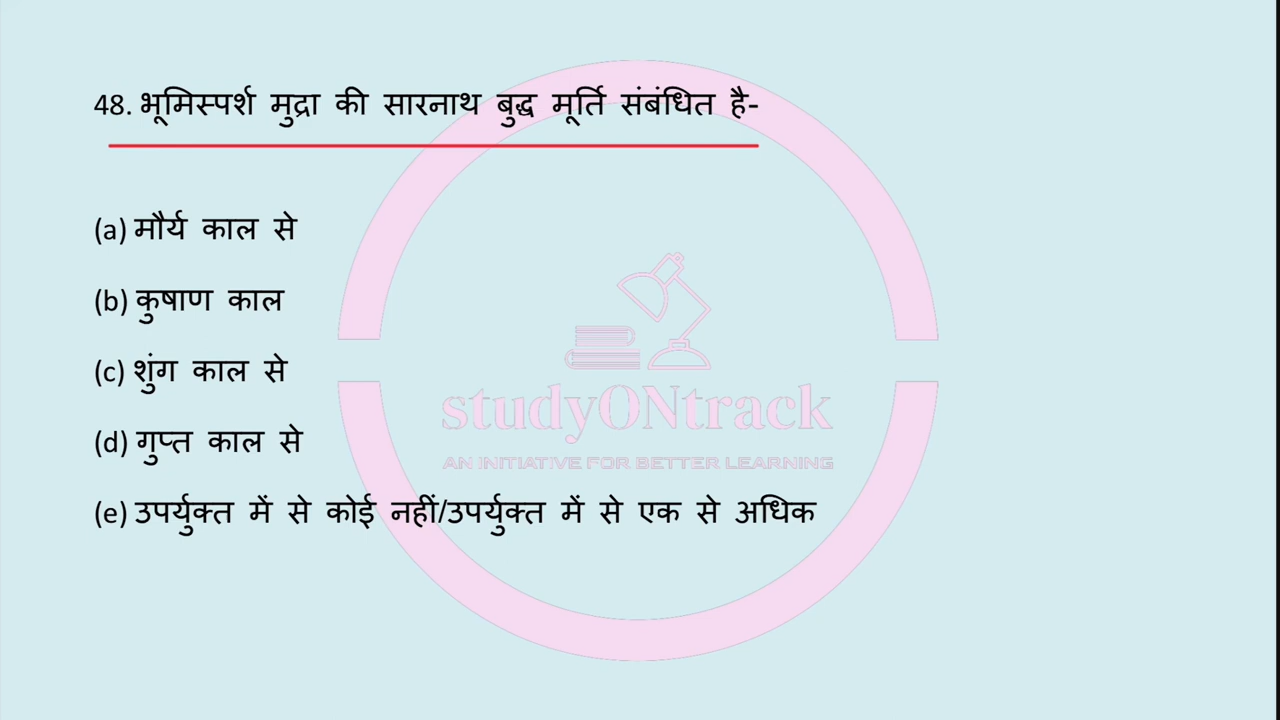 48. भूमिस्पर्श मुद्रा की सारनाथ बुद्ध मूर्ति संबंधित है-
(a) मौर्य काल से
(b) कुषाण काल
(c) शुंग काल से
(d) गुप्त काल से
(e) उपर्युक्त में से कोई नहीं/उपर्युक्त में से एक से अधिक
studyONtrack
AN INITIATIVE FOR BETTER LEARNING